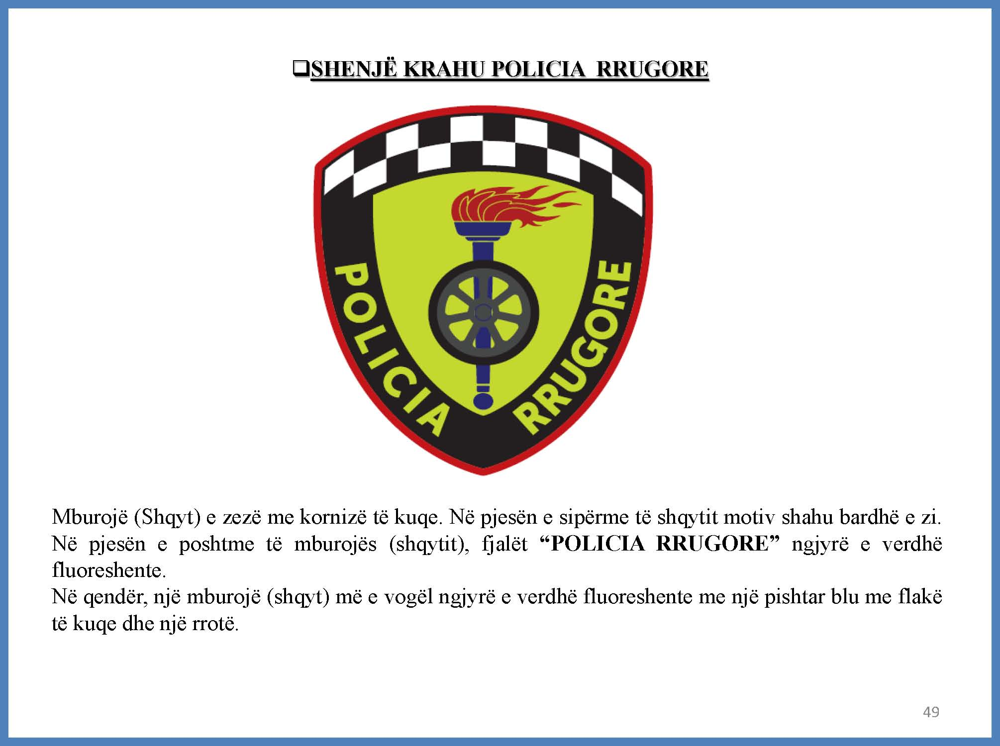 ❑SHENJË KRAHU POLICIA RRUGORE
POLICIA RRUGORE
Mburojë (Shqyt) e zezë me kornizë të kuqe. Në pjesën e sipërme të shqytit motiv shahu bardhë e zi.
Në pjesën e poshtme të mburojës (shqytit), fjalët “POLICIA RRUGORE” ngjyrë e verdhë
fluoreshente.
Në qendër, një mburojë (shqyt) më e vogël ngjyrë e verdhë fluoreshente me një pishtar blu me flakë
të kuqe dhe një rrotë.
49